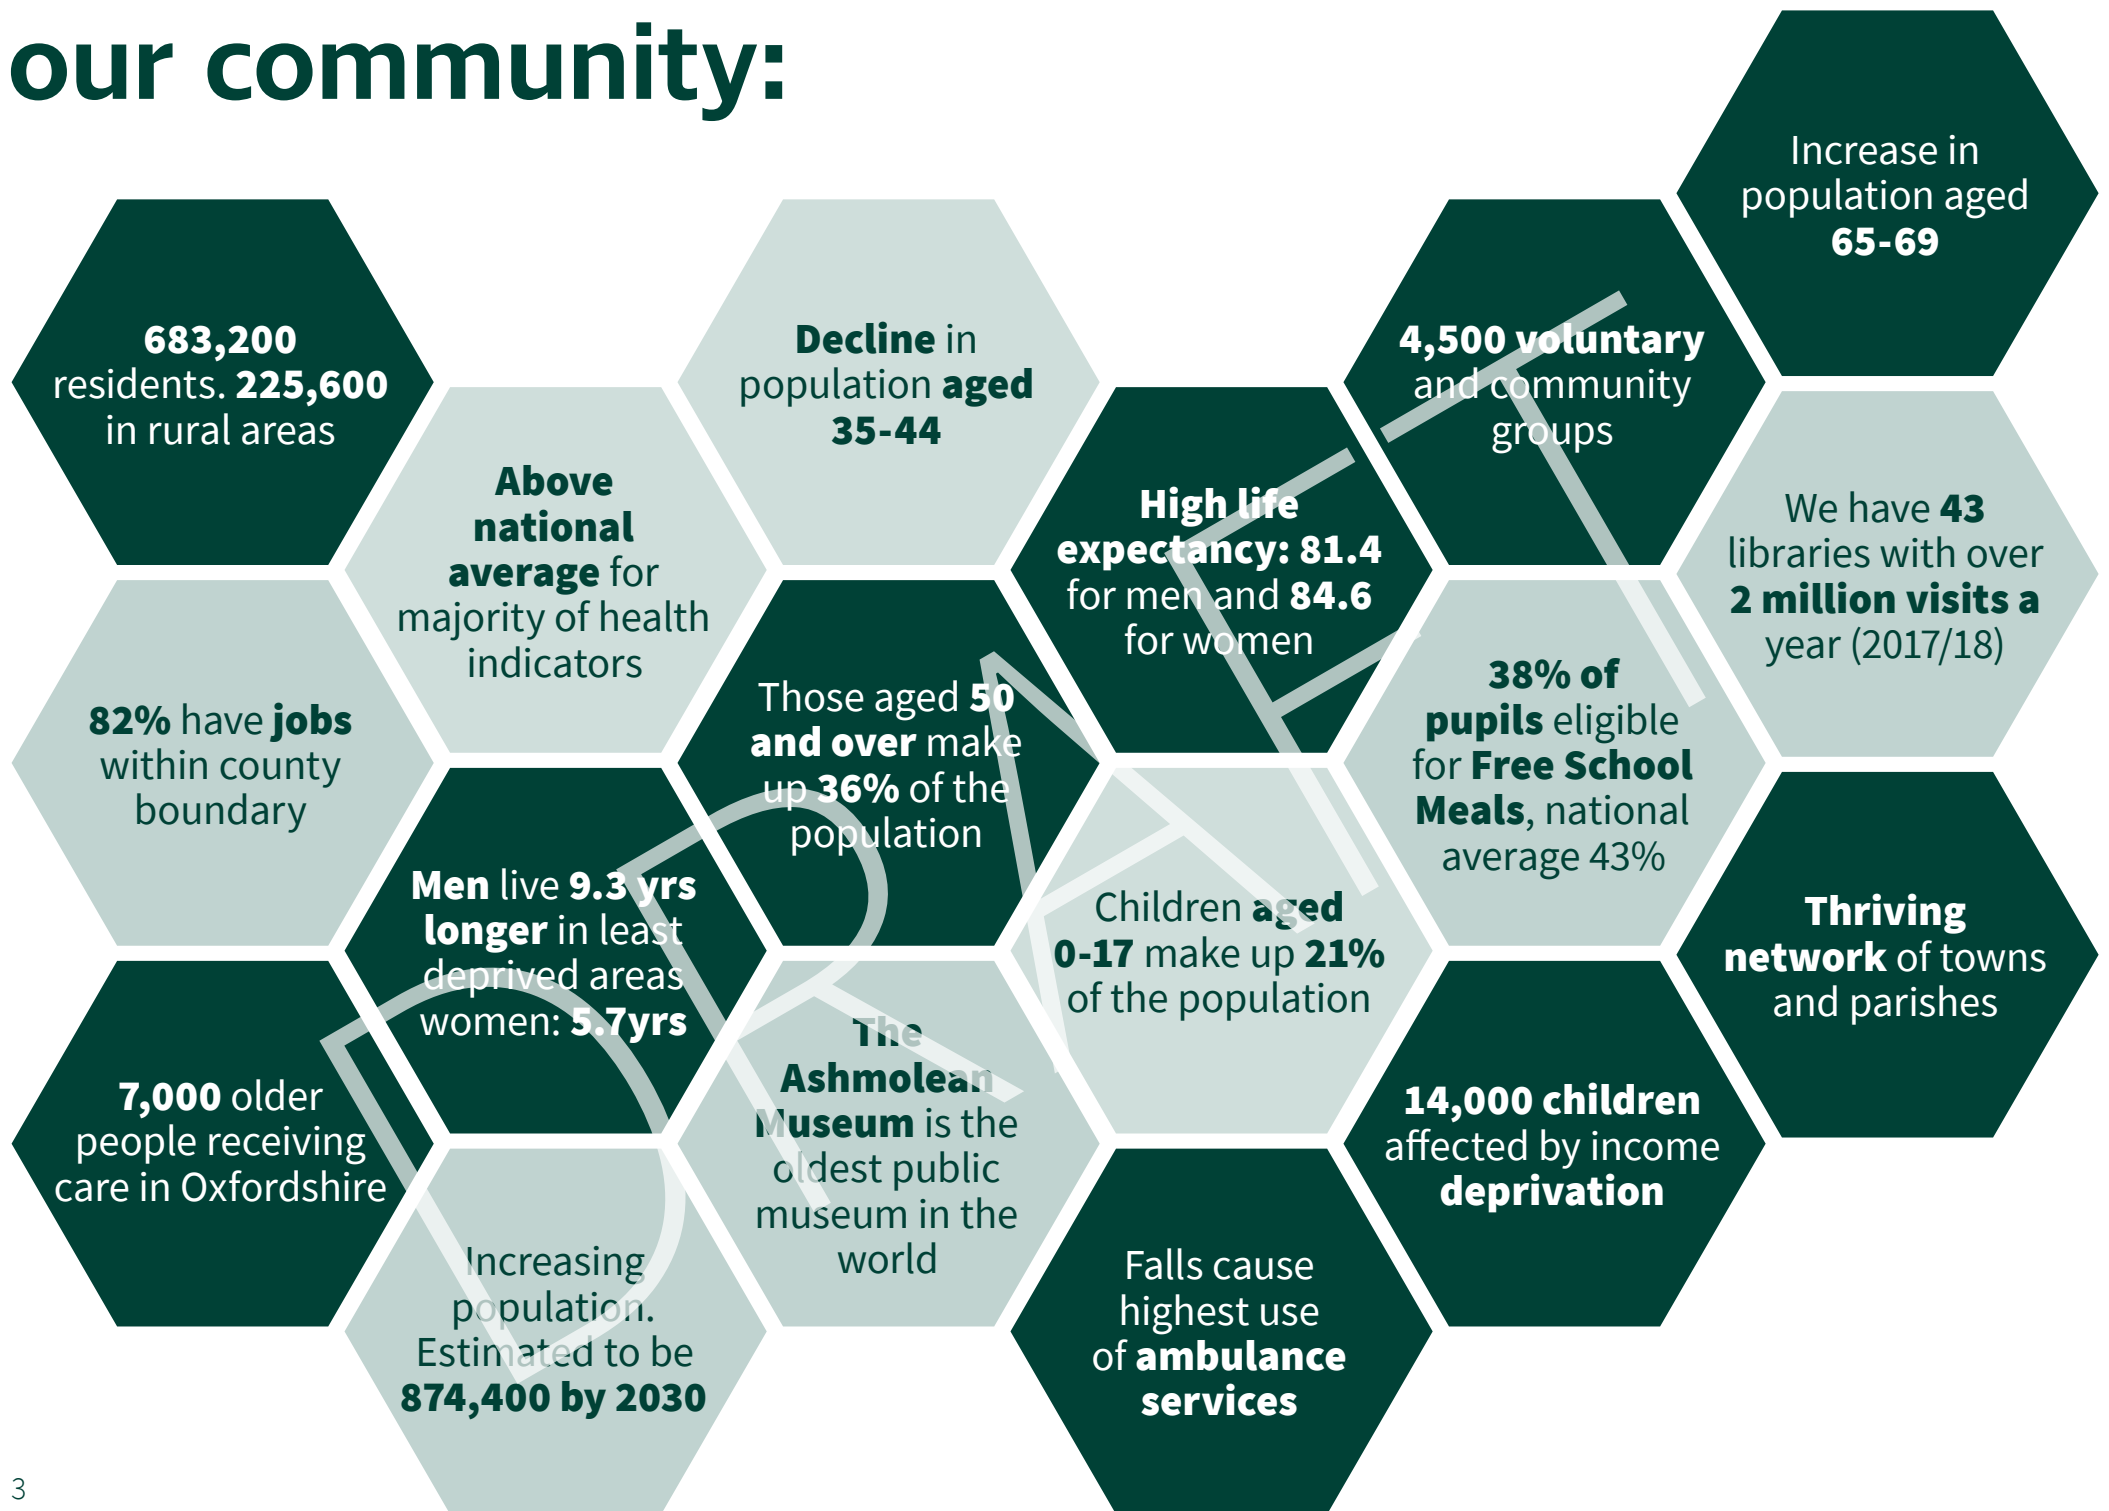 our community:
683,200
residents. 225,600
in rural areas
82% have jobs
within county
boundary
7,000 older
people receiving
care in Oxfordshire
Above
national
average for
majority of health
indicators
Men live 9.3 yrs
longer in least
deprived areas
women: 5.7yrs
Increasing
population.
Estimated to be
874,400 by 2030
Decline in
population aged
35-44
Those aged 50
and over make
up 36% of the
population
The
Ashmolean
Museum is the
oldest public
museum in the
world
High life
expectancy: 81.4
for men and 84.6
for women
Children aged
0-17 make up 21%
of the population
Falls cause
highest use
of ambulance
services
4,500 voluntary
and community
groups
38% of
pupils eligible
for Free School
Meals, national
average 43%
14,000 children
affected by income
deprivation
Increase in
population aged
65-69
We have 43
libraries with over
2 million visits a
year (2017/18)
Thriving
network of towns
and parishes
DRAFT
3